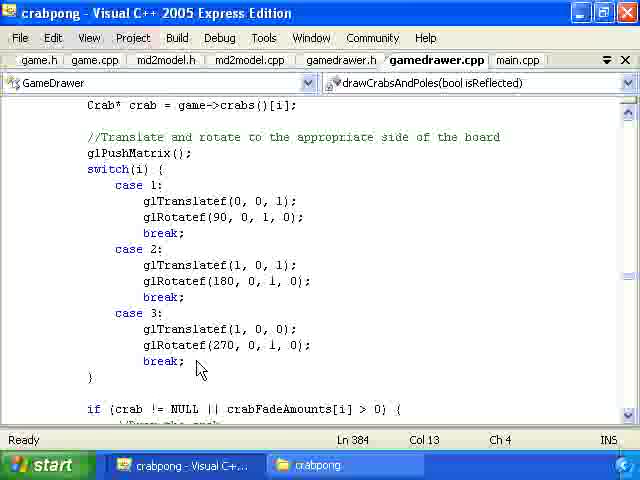 crabpong - Visual C++ 2005 Express Edition
File Edit View Project Build Debug Tools Window Community Help
game.h game.cpp md2model.h md2model.cpp gamedrawer.h gamedrawer.cpp main.cpp
GameDrawer drawCrabsAndPoles(bool isReflected)
Crab* crab = game->crabs()[i];
//Translate and rotate to the appropriate side of the board
glPushMatrix();
switch(i) {
case 1:
glTranslatef(0, 0, 1);
glRotatef(90, 0, 1, 0);
break;
case 2:
glTranslatef(1, 0, 1);
glRotatef(180, 0, 1, 0);
break;
case 3:
glTranslatef(1, 0, 0);
glRotatef(270, 0, 1, 0);
break;
}
if (crab != NULL || crabFadeAmounts[i] > 0) {
//Draw the crab
Ready Ln 384 Col 13 Ch 4 INS
start crabpong - Visual C+... crabpong